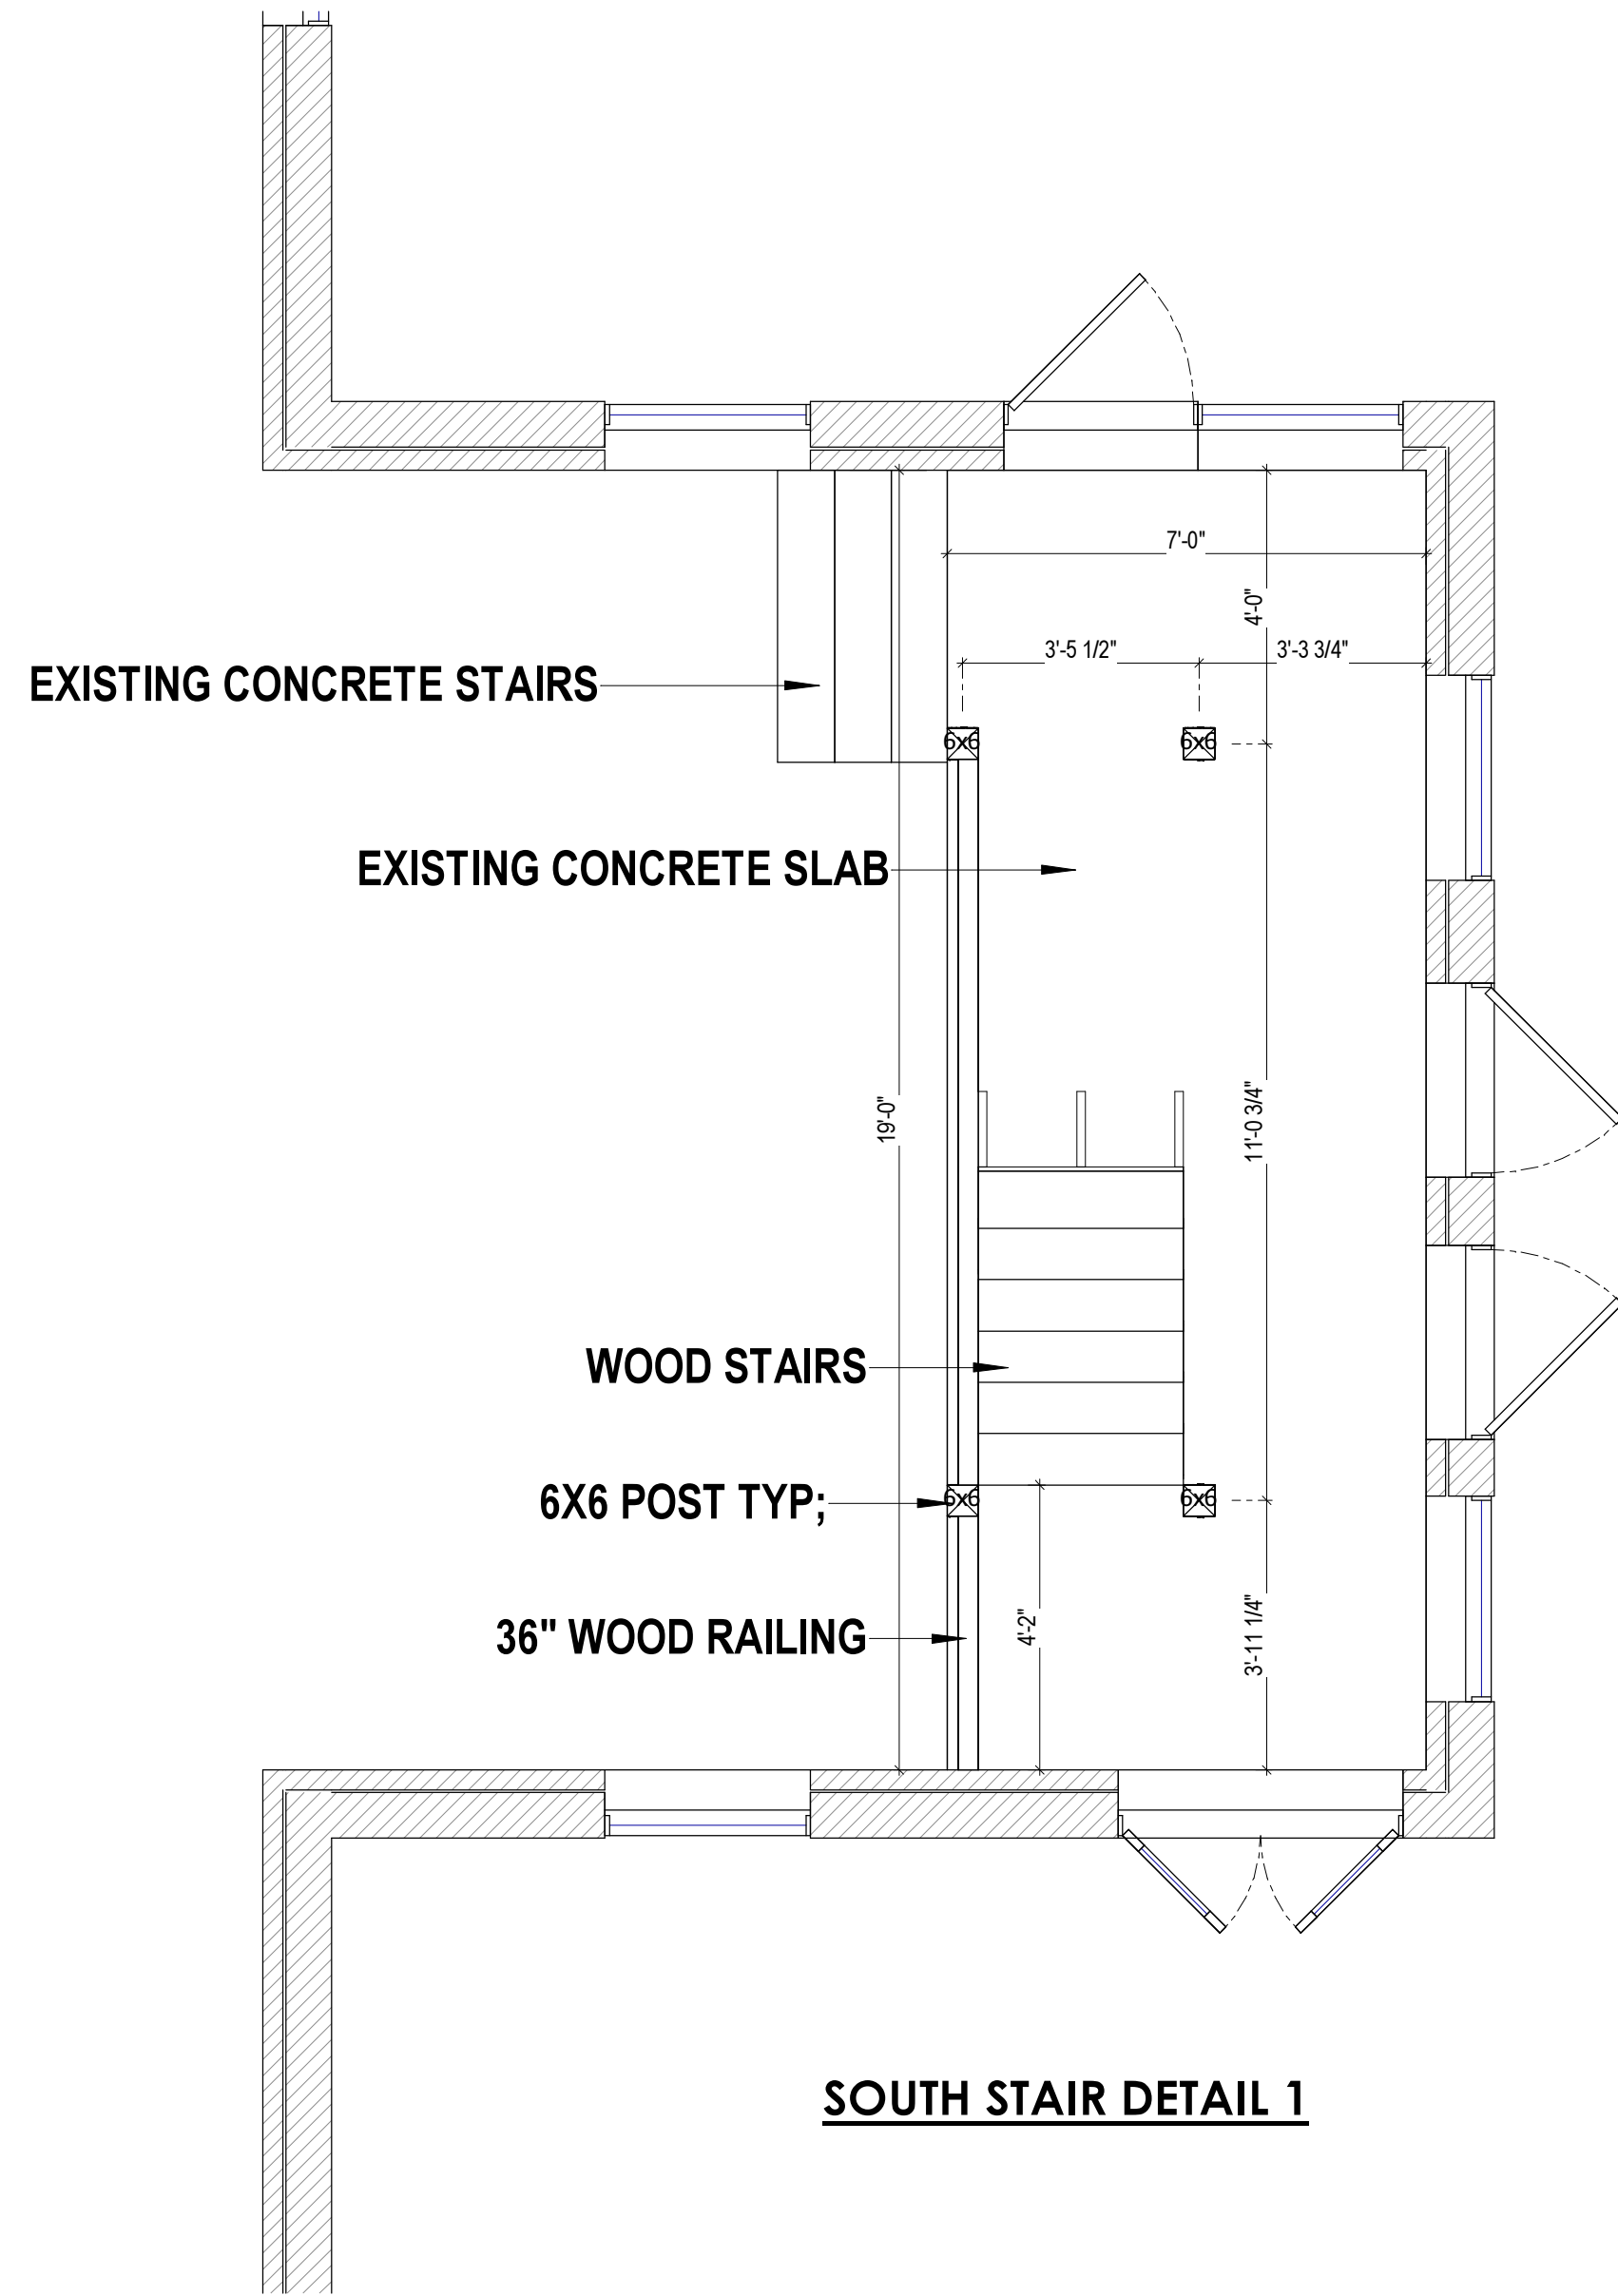 7'-0"
4'-0"
3'-5 1/2"
3'-3 3/4"
EXISTING CONCRETE STAIRS
6x6
6x6
EXISTING CONCRETE SLAB
19'-0"
11'-0 3/4"
WOOD STAIRS
6X6 POST TYP;
6x6
6x6
36" WOOD RAILING
4'-2"
3'-11 1/4"
SOUTH STAIR DETAIL 1